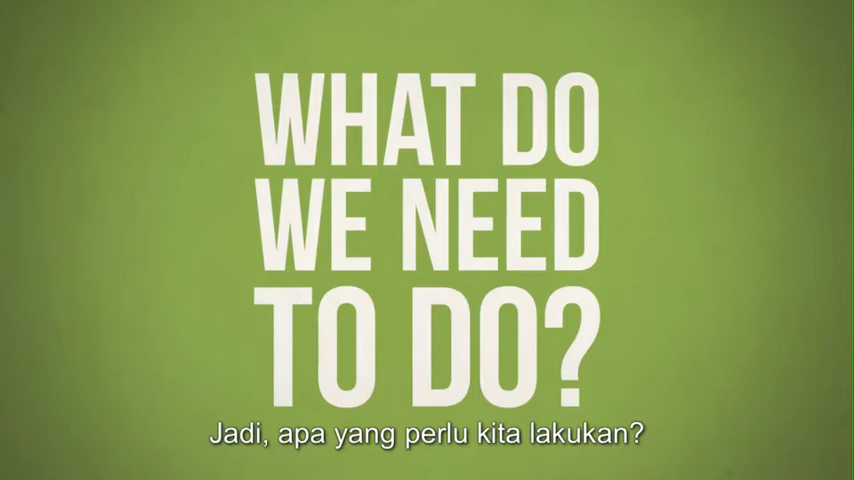 WHAT DO
WE NEED
TO DO?
Jadi, apa yang perlu kita lakukan?